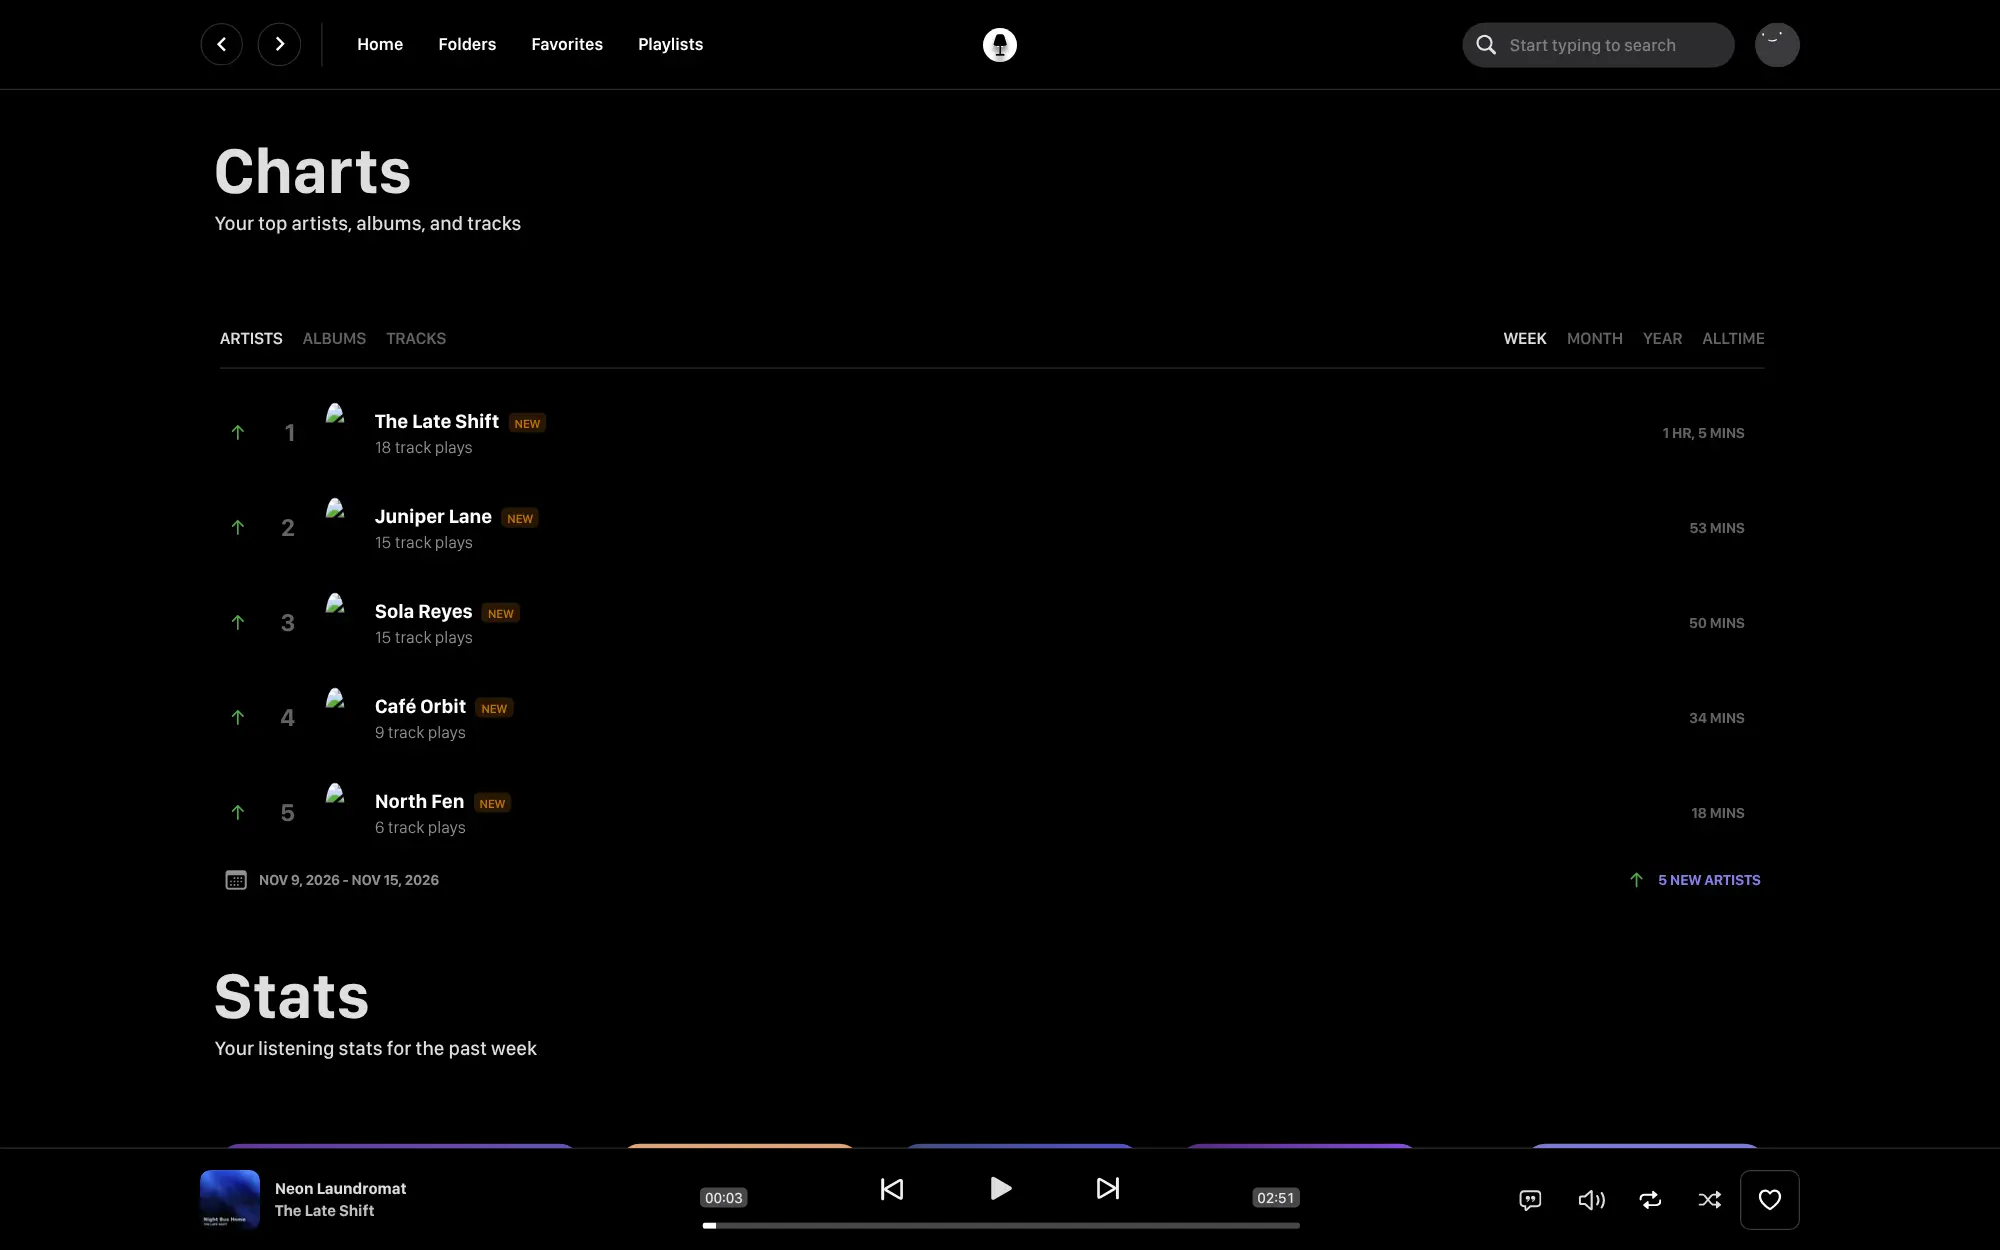 Home Folders Favorites Playlists
Start typing to search
Charts
Your top artists, albums, and tracks
ARTISTS ALBUMS TRACKS
WEEK MONTH YEAR ALLTIME
1 The Late Shift NEW
18 track plays
1 HR, 5 MINS
2 Juniper Lane NEW
15 track plays
53 MINS
3 Sola Reyes NEW
15 track plays
50 MINS
4 Café Orbit NEW
9 track plays
34 MINS
5 North Fen NEW
6 track plays
18 MINS
NOV 9, 2026 - NOV 15, 2026
5 NEW ARTISTS
Stats
Your listening stats for the past week
Night Bus Home
Neon Laundromat
The Late Shift
00:03
02:51